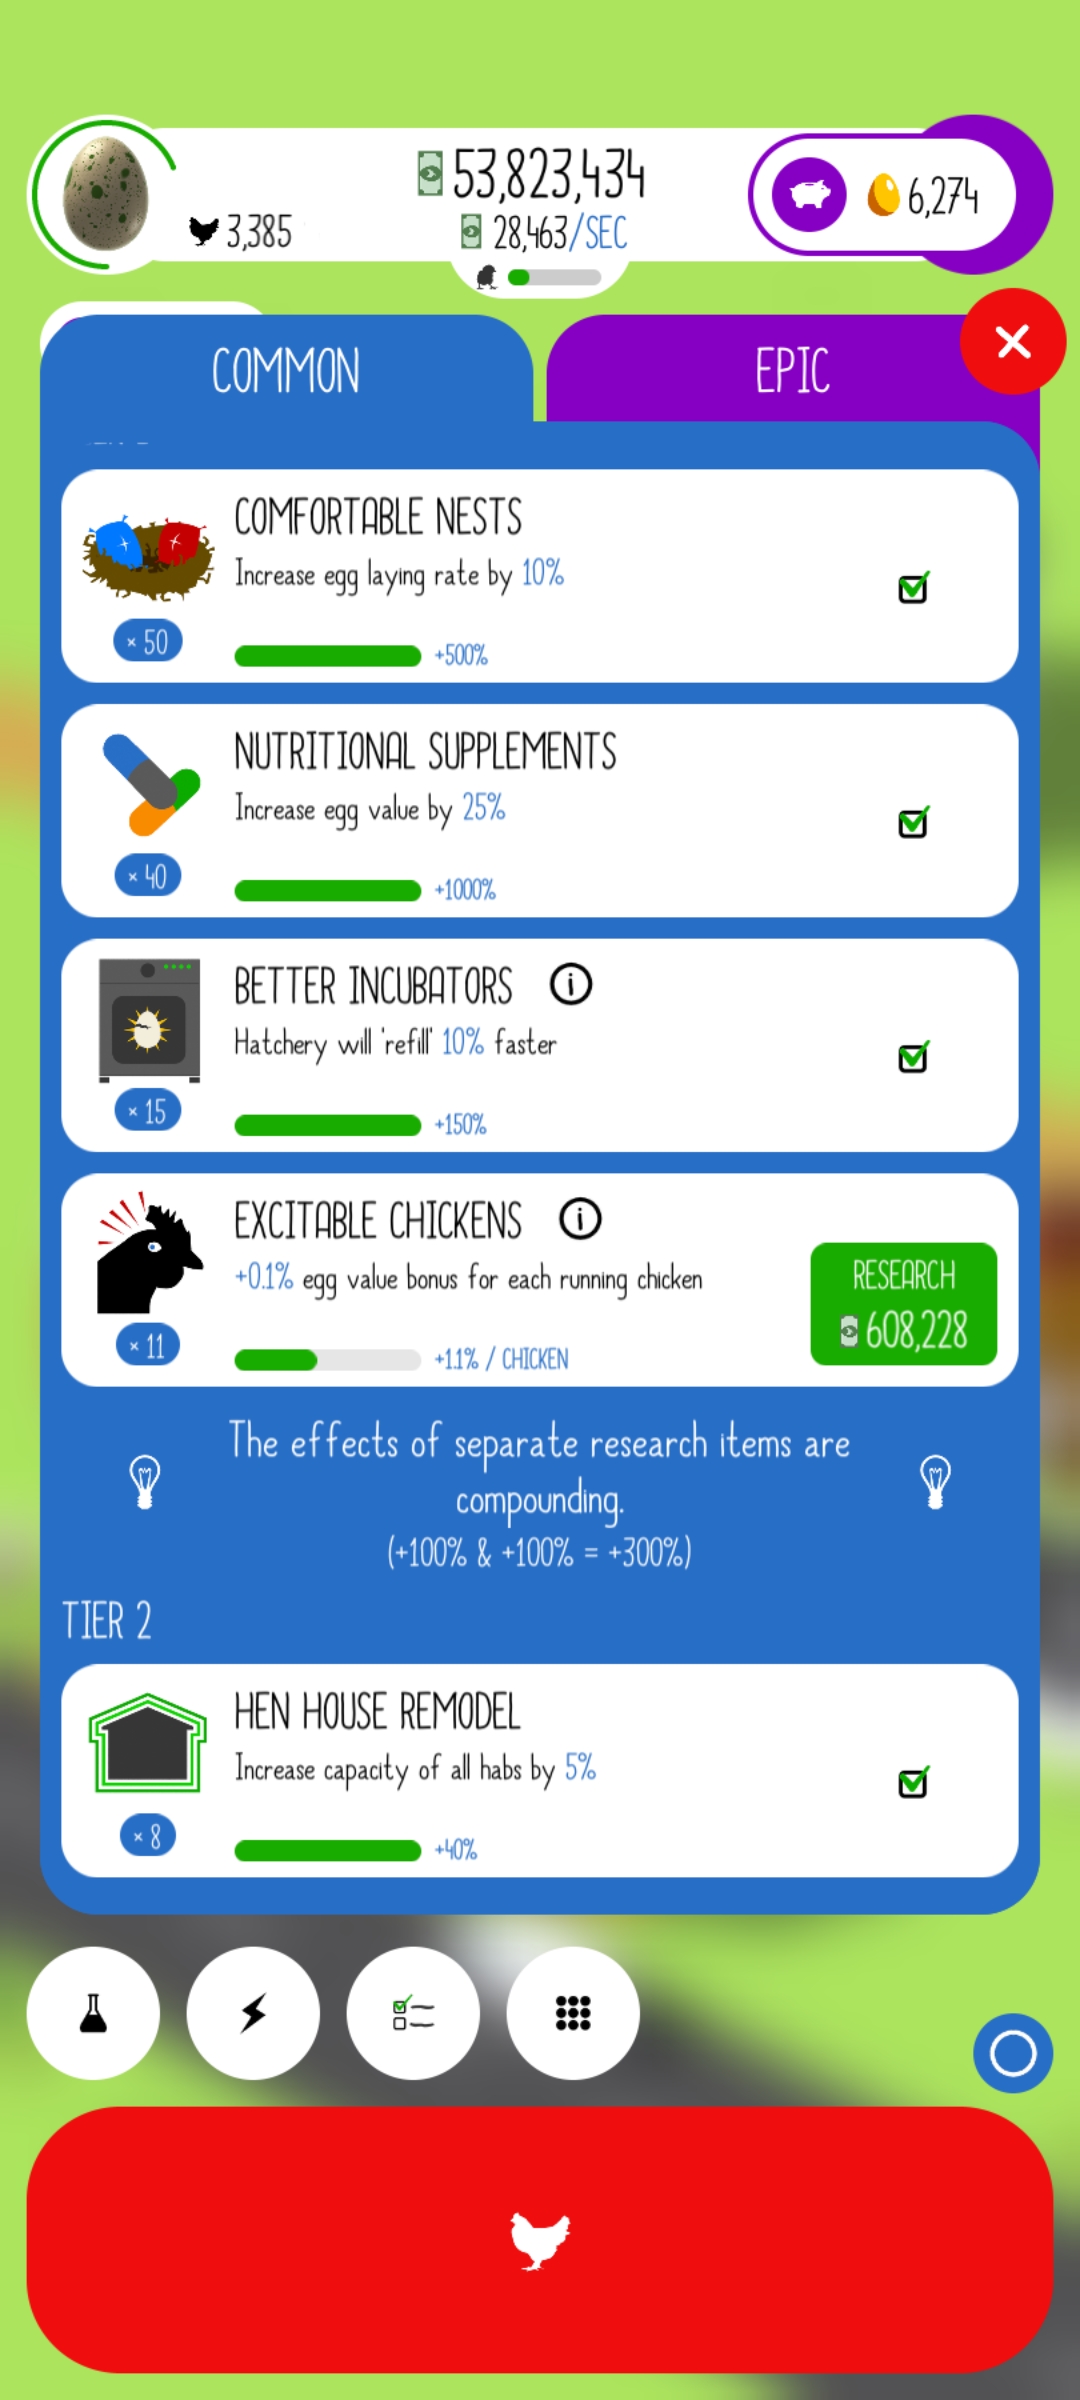 53,823,434
3,385
28,463/SEC
6,274
COMMON
EPIC
COMFORTABLE NESTS
Increase egg laying rate by 10%
× 50
+500%
NUTRITIONAL SUPPLEMENTS
Increase egg value by 25%
× 40
+1000%
BETTER INCUBATORS
Hatchery will 'refill' 10% faster
× 15
+150%
EXCITABLE CHICKENS
+0.1% egg value bonus for each running chicken
RESEARCH
608,228
× 11
+1.1% / CHICKEN
The effects of separate research items are
compounding.
(+100% & +100% = +300%)
TIER 2
HEN HOUSE REMODEL
Increase capacity of all habs by 5%
× 8
+40%